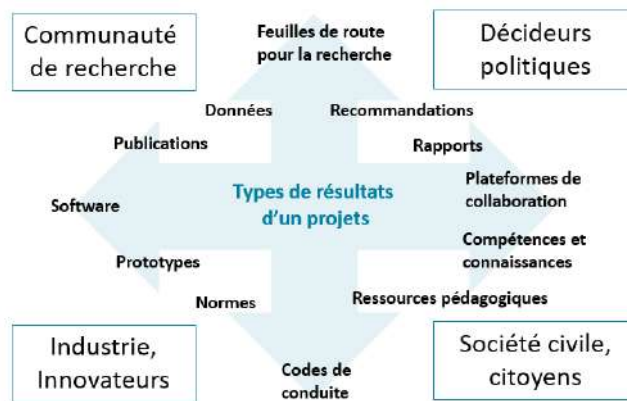 Communauté
de recherche
Feuilles de route
pour la recherche
Décideurs
politiques
Données
Recommandations
Publications
Rapports
Types de résultats
d'un projets
Plateformes de
collaboration
Software
Compétences et
connaissances
Prototypes
Normes
Ressources pédagogiques
Industrie,
Innovateurs
Codes de
conduite
Société civile,
citoyens